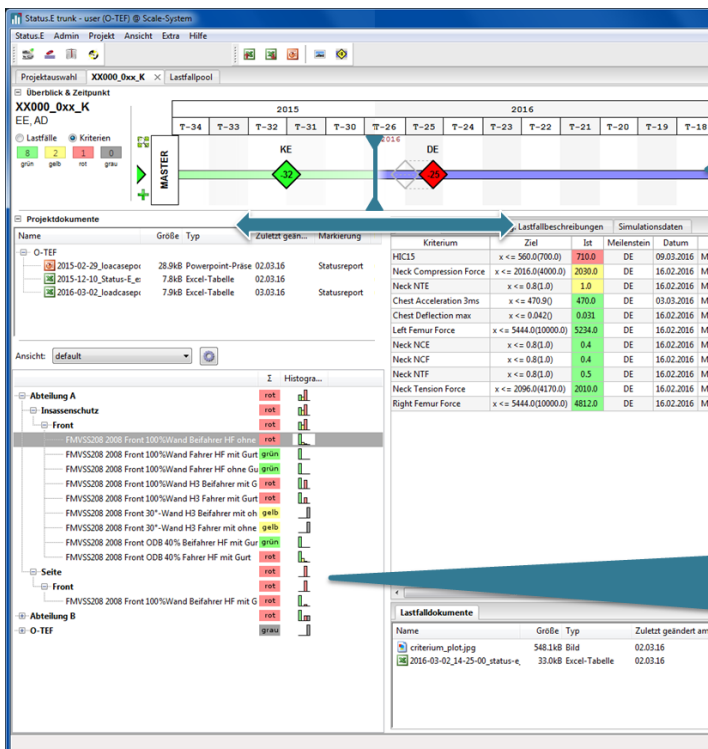 Status.E trunk - user (O-TEF) @ Scale-System
Status.E Admin Projekt Ansicht Extra Hilfe
Projektauswahl XX000_0xx_K Lastfallpool
Überblick & Zeitpunkt
XX000_0xx_K
EE, AD
Lastfälle Kriterien
8 2 1 0
grün gelb rot grau
MASTER
2015 2016
T-34 T-33 T-32 T-31 T-30 T-26 T-25 T-24 T-23 T-22 T-21 T-20 T-19 T-18
2016
KE DE
-32 -25
Projektdokumente
Name Größe Typ Zuletzt geän... Markierung
O-TEF
2015-02-29_loacasepoc 28.9kB Powerpoint-Präse 02.03.16 Statusreport
2015-12-10_Status-E_e: 7.8kB Excel-Tabelle 02.03.16
2016-03-02_loadcasepo 7.9kB Excel-Tabelle 03.03.16 Statusreport
Ansicht: default
Σ Histogra...
Abteilung A rot
Insassenschutz rot
Front rot
FMVSS208 2008 Front 100%Wand Beifahrer HF ohne rot
FMVSS208 2008 Front 100%Wand Fahrer HF mit Gurt grün
FMVSS208 2008 Front 100%Wand Fahrer HF ohne Gu grün
FMVSS208 2008 Front 100%Wand H3 Beifahrer mit G rot
FMVSS208 2008 Front 100%Wand H3 Fahrer mit Gurt rot
FMVSS208 2008 Front 30°-Wand H3 Beifahrer mit oh gelb
FMVSS208 2008 Front 30°-Wand H3 Fahrer mit ohne gelb
FMVSS208 2008 Front ODB 40% Beifahrer HF mit Gur grün
FMVSS208 2008 Front ODB 40% Fahrer HF mit Gurt rot
Seite rot
Front rot
FMVSS208 2008 Front 100%Wand Beifahrer HF mit G rot
Abteilung B rot
O-TEF grau
Lastfallbeschreibungen Simulationsdaten
Kriterium Ziel Ist Meilenstein Datum M
HIC15 x <= 560.0(700.0) 710.0 DE 09.03.2016 M
Neck Compression Force x <= 2016.0(4000.0) 2030.0 DE 16.02.2016 M
Neck NTE x <= 0.8(1.0) 1.0 DE 16.02.2016 M
Chest Acceleration 3ms x <= 470.9() 470.0 DE 03.03.2016 M
Chest Deflection max x <= 0.042() 0.031 DE 16.02.2016 M
Left Femur Force x <= 5444.0(10000.0) 5234.0 DE 16.02.2016 M
Neck NCE x <= 0.8(1.0) 0.4 DE 16.02.2016 M
Neck NCF x <= 0.8(1.0) 0.4 DE 16.02.2016 M
Neck NTF x <= 0.8(1.0) 0.5 DE 16.02.2016 M
Neck Tension Force x <= 2096.0(4170.0) 2010.0 DE 16.02.2016 M
Right Femur Force x <= 5444.0(10000.0) 4812.0 DE 16.02.2016 M
Lastfalldokumente
Name Größe Typ Zuletzt geändert am
criterium_plot.jpg 548.1kB Bild 02.03.16
2016-03-02_14-25-00_status-e_ 33.0kB Excel-Tabelle 02.03.16